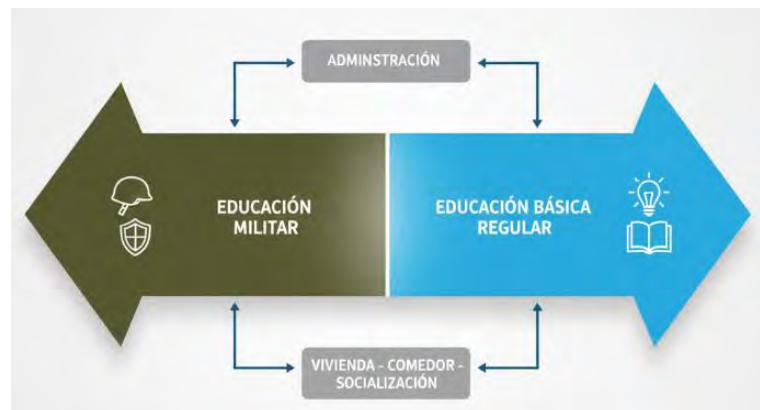 ADMINSTRACIÓN
EDUCACIÓN
MILITAR
EDUCACIÓN BÁSICA
REGULAR
VIVIENDA - COMEDOR -
SOCIALIZACIÓN